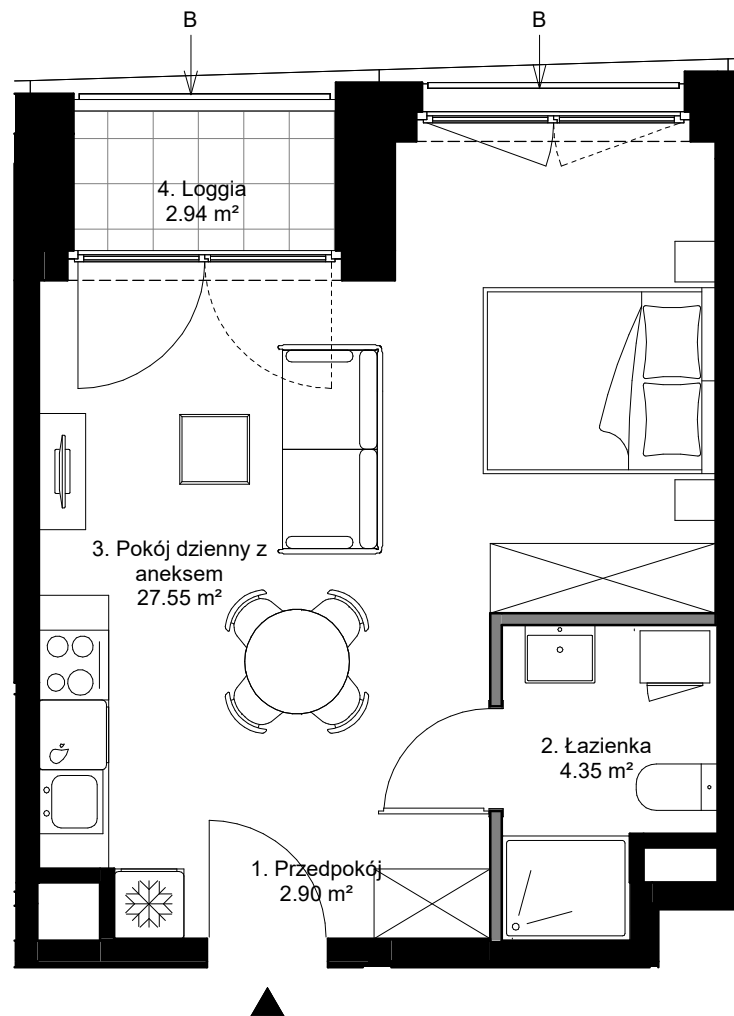 B
B
4. Loggia
2.94 m²
3. Pokój dzienny z
aneksem
27.55 m²
2. Łazienka
4.35 m²
1. Przedpokój
2.90 m²